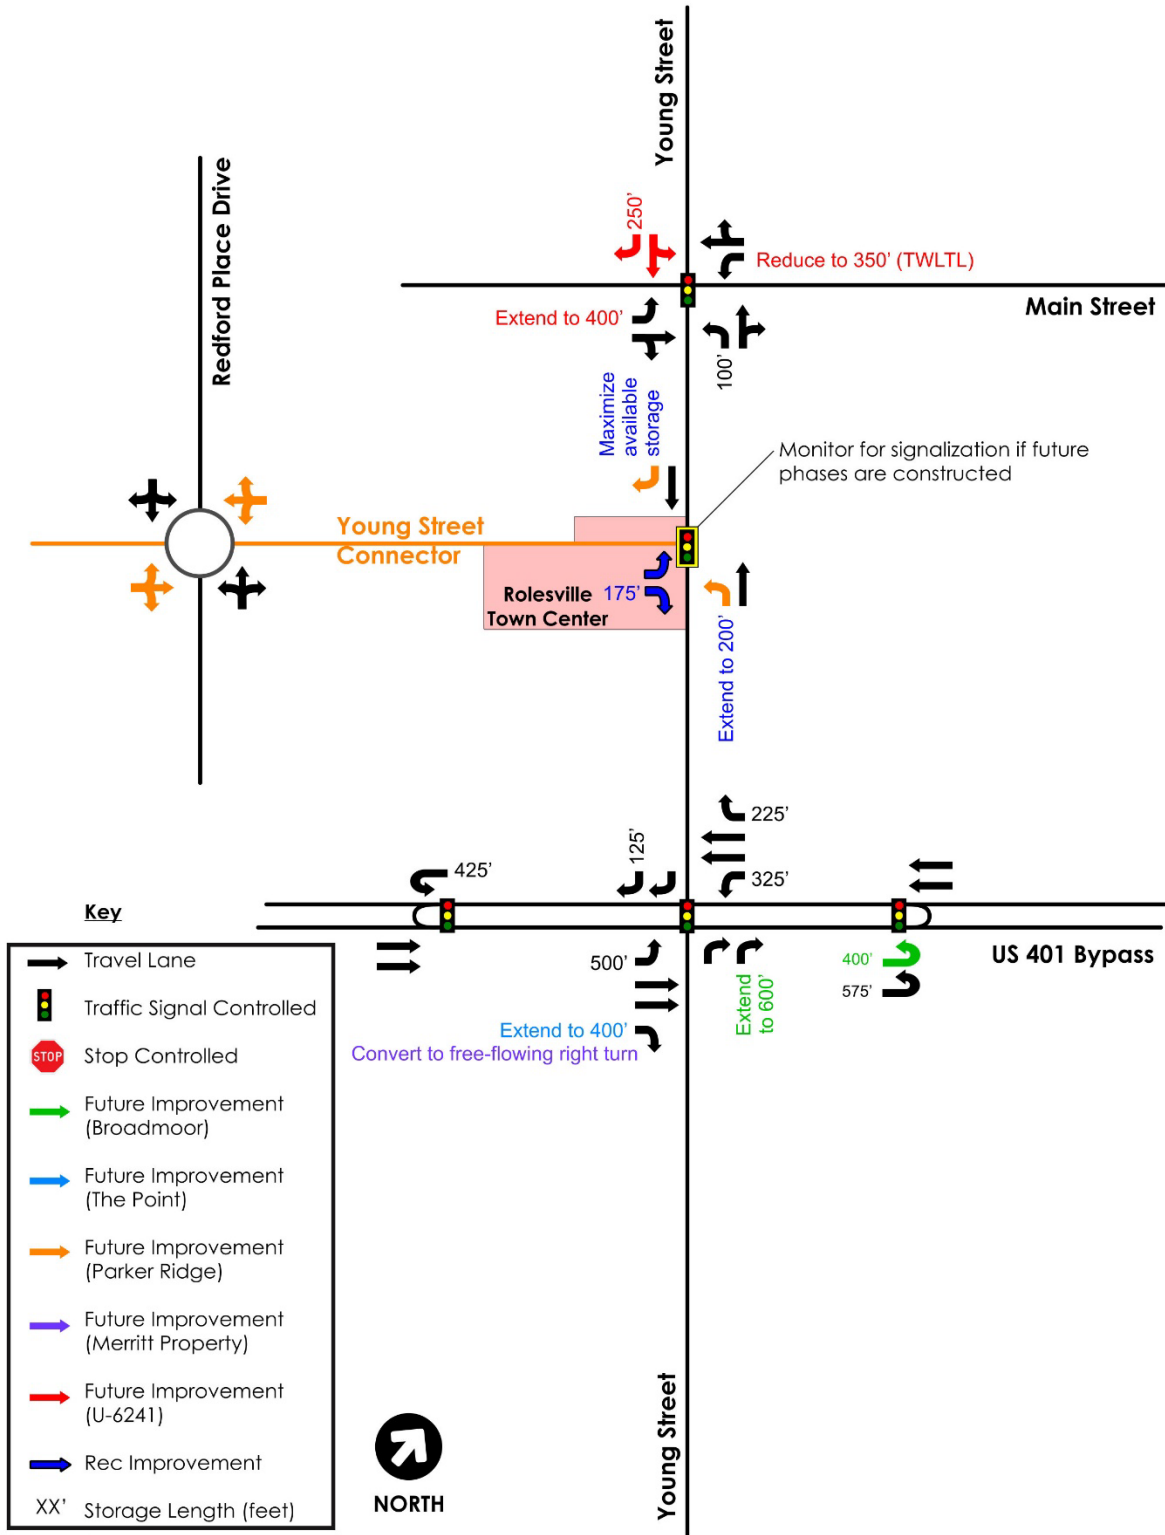 Young Street
Redford Place Drive
250'
Reduce to 350' (TWLTL)
Main Street
Extend to 400'
100'
Maximize
available
storage
Monitor for signalization if future
phases are constructed
Young Street
Connector
Rolesville
Town Center
175'
Extend to 200'
225'
125'
425'
325'
Key
US 401 Bypass
500'
400'
575'
Extend
to 600'
Extend to 400'
Convert to free-flowing right turn
Travel Lane
Traffic Signal Controlled
STOP
Stop Controlled
Future Improvement
(Broadmoor)
Future Improvement
(The Point)
Future Improvement
(Parker Ridge)
Future Improvement
(Merritt Property)
Future Improvement
(U-6241)
Rec Improvement
XX' Storage Length (feet)
NORTH
Young Street